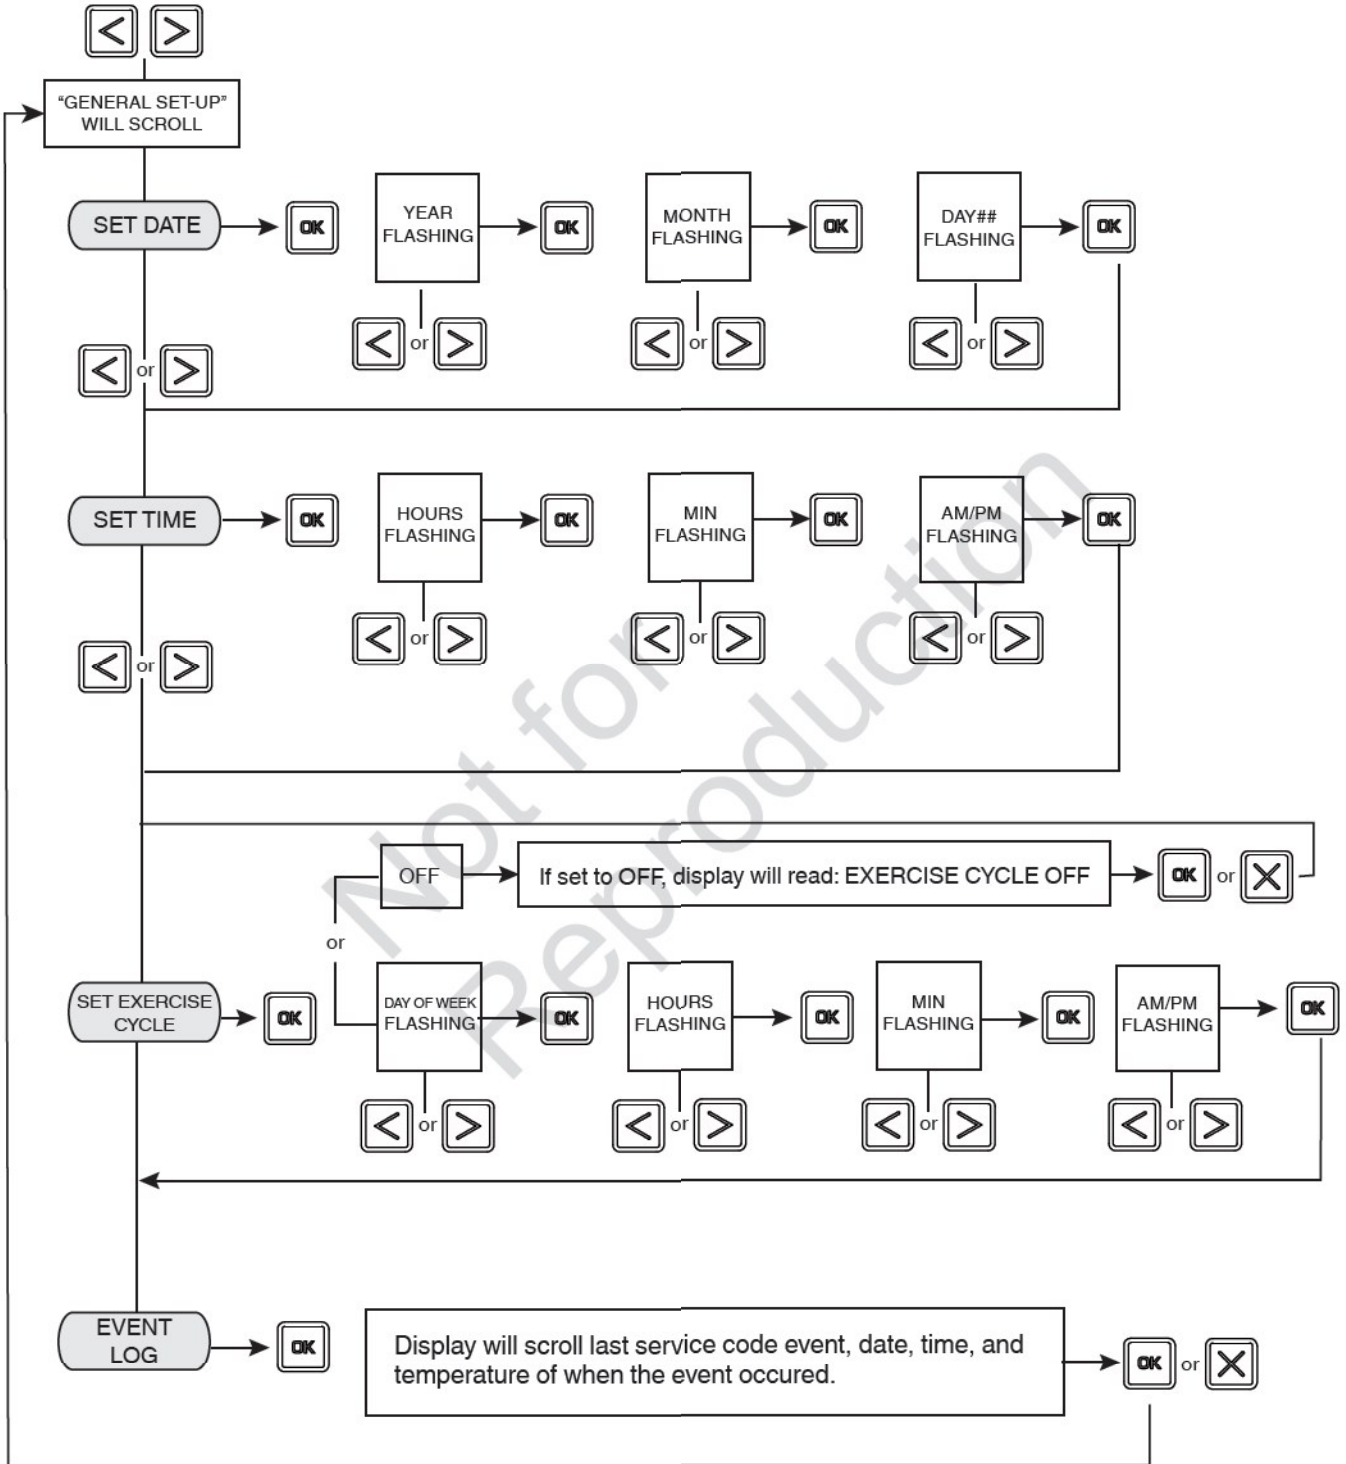 < >
“GENERAL SET-UP”
WILL SCROLL
SET DATE
OK
YEAR
FLASHING
OK
MONTH
FLASHING
OK
DAY##
FLASHING
OK
< or >
< or >
< or >
< or >
SET TIME
OK
HOURS
FLASHING
OK
MIN
FLASHING
OK
AM/PM
FLASHING
OK
< or >
< or >
< or >
< or >
OFF
If set to OFF, display will read: EXERCISE CYCLE OFF
OK or X
or
SET EXERCISE
CYCLE
OK
DAY OF WEEK
FLASHING
OK
HOURS
FLASHING
OK
MIN
FLASHING
OK
AM/PM
FLASHING
OK
< or >
< or >
< or >
< or >
EVENT
LOG
OK
Display will scroll last service code event, date, time, and
temperature of when the event occured.
OK or X
Not for
Reproduction